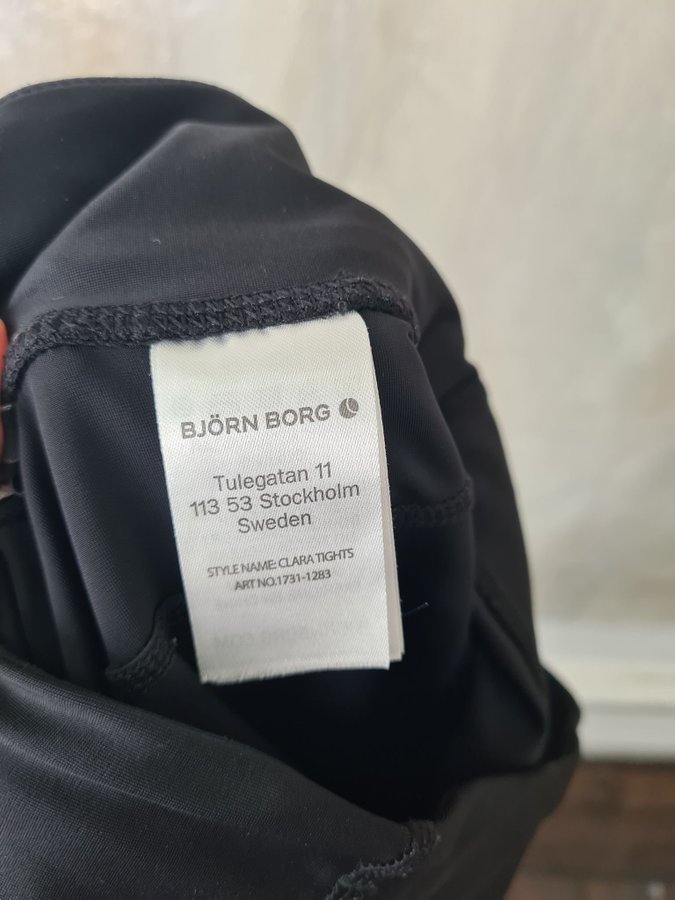 BJÖRN BORG
Tulegatan 11
113 53 Stockholm
Sweden
STYLE NAME: CLARA TIGHTS
ART NO.1731-1283